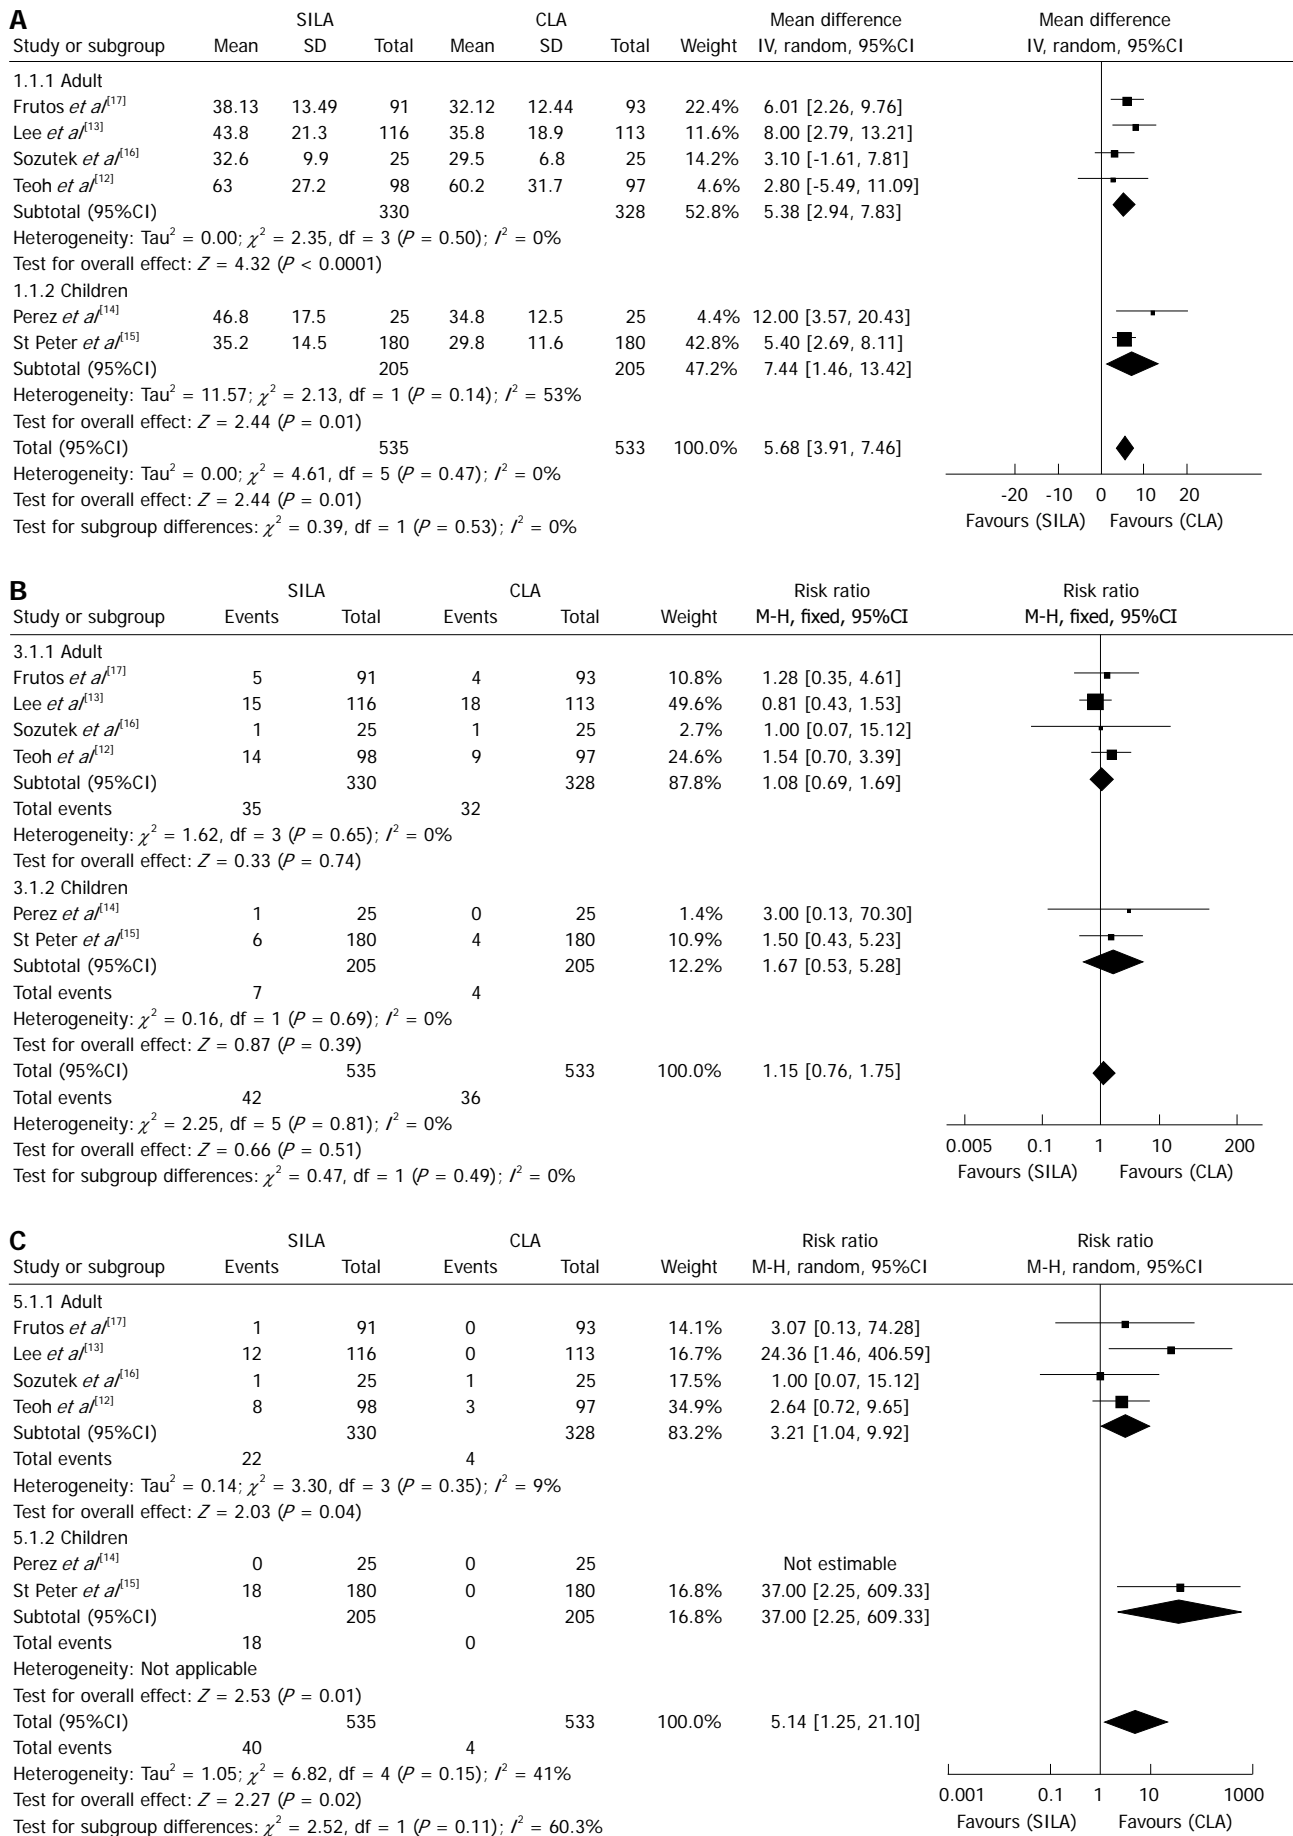 A
SILA CLA Mean difference Mean difference
Study or subgroup Mean SD Total Mean SD Total Weight IV, random, 95%CI IV, random, 95%CI
1.1.1 Adult
Frutos et al[17] 38.13 13.49 91 32.12 12.44 93 22.4% 6.01 [2.26, 9.76]
Lee et al[13] 43.8 21.3 116 35.8 18.9 113 11.6% 8.00 [2.79, 13.21]
Sozutek et al[16] 32.6 9.9 25 29.5 6.8 25 14.2% 3.10 [-1.61, 7.81]
Teoh et al[12] 63 27.2 98 60.2 31.7 97 4.6% 2.80 [-5.49, 11.09]
Subtotal (95%CI) 330 328 52.8% 5.38 [2.94, 7.83]
Heterogeneity: Tau² = 0.00; χ² = 2.35, df = 3 (P = 0.50); I² = 0%
Test for overall effect: Z = 4.32 (P < 0.0001)
1.1.2 Children
Perez et al[14] 46.8 17.5 25 34.8 12.5 25 4.4% 12.00 [3.57, 20.43]
St Peter et al[15] 35.2 14.5 180 29.8 11.6 180 42.8% 5.40 [2.69, 8.11]
Subtotal (95%CI) 205 205 47.2% 7.44 [1.46, 13.42]
Heterogeneity: Tau² = 11.57; χ² = 2.13, df = 1 (P = 0.14); I² = 53%
Test for overall effect: Z = 2.44 (P = 0.01)
Total (95%CI) 535 533 100.0% 5.68 [3.91, 7.46]
Heterogeneity: Tau² = 0.00; χ² = 4.61, df = 5 (P = 0.47); I² = 0%
Test for overall effect: Z = 2.44 (P = 0.01)
Test for subgroup differences: χ² = 0.39, df = 1 (P = 0.53); I² = 0%
-20 -10 0 10 20
Favours (SILA) Favours (CLA)
B
SILA CLA Risk ratio Risk ratio
Study or subgroup Events Total Events Total Weight M-H, fixed, 95%CI M-H, fixed, 95%CI
3.1.1 Adult
Frutos et al[17] 5 91 4 93 10.8% 1.28 [0.35, 4.61]
Lee et al[13] 15 116 18 113 49.6% 0.81 [0.43, 1.53]
Sozutek et al[16] 1 25 1 25 2.7% 1.00 [0.07, 15.12]
Teoh et al[12] 14 98 9 97 24.6% 1.54 [0.70, 3.39]
Subtotal (95%CI) 330 328 87.8% 1.08 [0.69, 1.69]
Total events 35 32
Heterogeneity: χ² = 1.62, df = 3 (P = 0.65); I² = 0%
Test for overall effect: Z = 0.33 (P = 0.74)
3.1.2 Children
Perez et al[14] 1 25 0 25 1.4% 3.00 [0.13, 70.30]
St Peter et al[15] 6 180 4 180 10.9% 1.50 [0.43, 5.23]
Subtotal (95%CI) 205 205 12.2% 1.67 [0.53, 5.28]
Total events 7 4
Heterogeneity: χ² = 0.16, df = 1 (P = 0.69); I² = 0%
Test for overall effect: Z = 0.87 (P = 0.39)
Total (95%CI) 535 533 100.0% 1.15 [0.76, 1.75]
Total events 42 36
Heterogeneity: χ² = 2.25, df = 5 (P = 0.81); I² = 0%
Test for overall effect: Z = 0.66 (P = 0.51)
Test for subgroup differences: χ² = 0.47, df = 1 (P = 0.49); I² = 0%
0.005 0.1 1 10 200
Favours (SILA) Favours (CLA)
C
SILA CLA Risk ratio Risk ratio
Study or subgroup Events Total Events Total Weight M-H, random, 95%CI M-H, random, 95%CI
5.1.1 Adult
Frutos et al[17] 1 91 0 93 14.1% 3.07 [0.13, 74.28]
Lee et al[13] 12 116 0 113 16.7% 24.36 [1.46, 406.59]
Sozutek et al[16] 1 25 1 25 17.5% 1.00 [0.07, 15.12]
Teoh et al[12] 8 98 3 97 34.9% 2.64 [0.72, 9.65]
Subtotal (95%CI) 330 328 83.2% 3.21 [1.04, 9.92]
Total events 22 4
Heterogeneity: Tau² = 0.14; χ² = 3.30, df = 3 (P = 0.35); I² = 9%
Test for overall effect: Z = 2.03 (P = 0.04)
5.1.2 Children
Perez et al[14] 0 25 0 25 Not estimable
St Peter et al[15] 18 180 0 180 16.8% 37.00 [2.25, 609.33]
Subtotal (95%CI) 205 205 16.8% 37.00 [2.25, 609.33]
Total events 18 0
Heterogeneity: Not applicable
Test for overall effect: Z = 2.53 (P = 0.01)
Total (95%CI) 535 533 100.0% 5.14 [1.25, 21.10]
Total events 40 4
Heterogeneity: Tau² = 1.05; χ² = 6.82, df = 4 (P = 0.15); I² = 41%
Test for overall effect: Z = 2.27 (P = 0.02)
Test for subgroup differences: χ² = 2.52, df = 1 (P = 0.11); I² = 60.3%
0.001 0.1 1 10 1000
Favours (SILA) Favours (CLA)